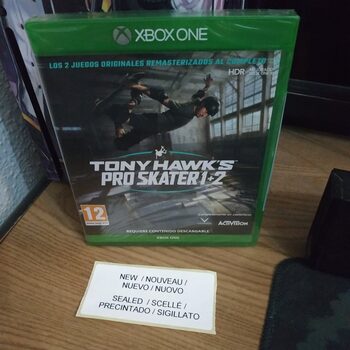 XBOX ONE
LOS 2 JUEGOS ORIGINALES REMASTERIZADOS AL COMPLETO
HDR
TONY HAWK'S
PRO SKATER 1+2
12
ACTIVISION
REQUIERE CONTENIDO DESCARGABLE
XBOX ONE
NEW / NOUVEAU /
NUEVO / NUOVO
SEALED / SCELLÉ /
PRECINTADO / SIGILLATO